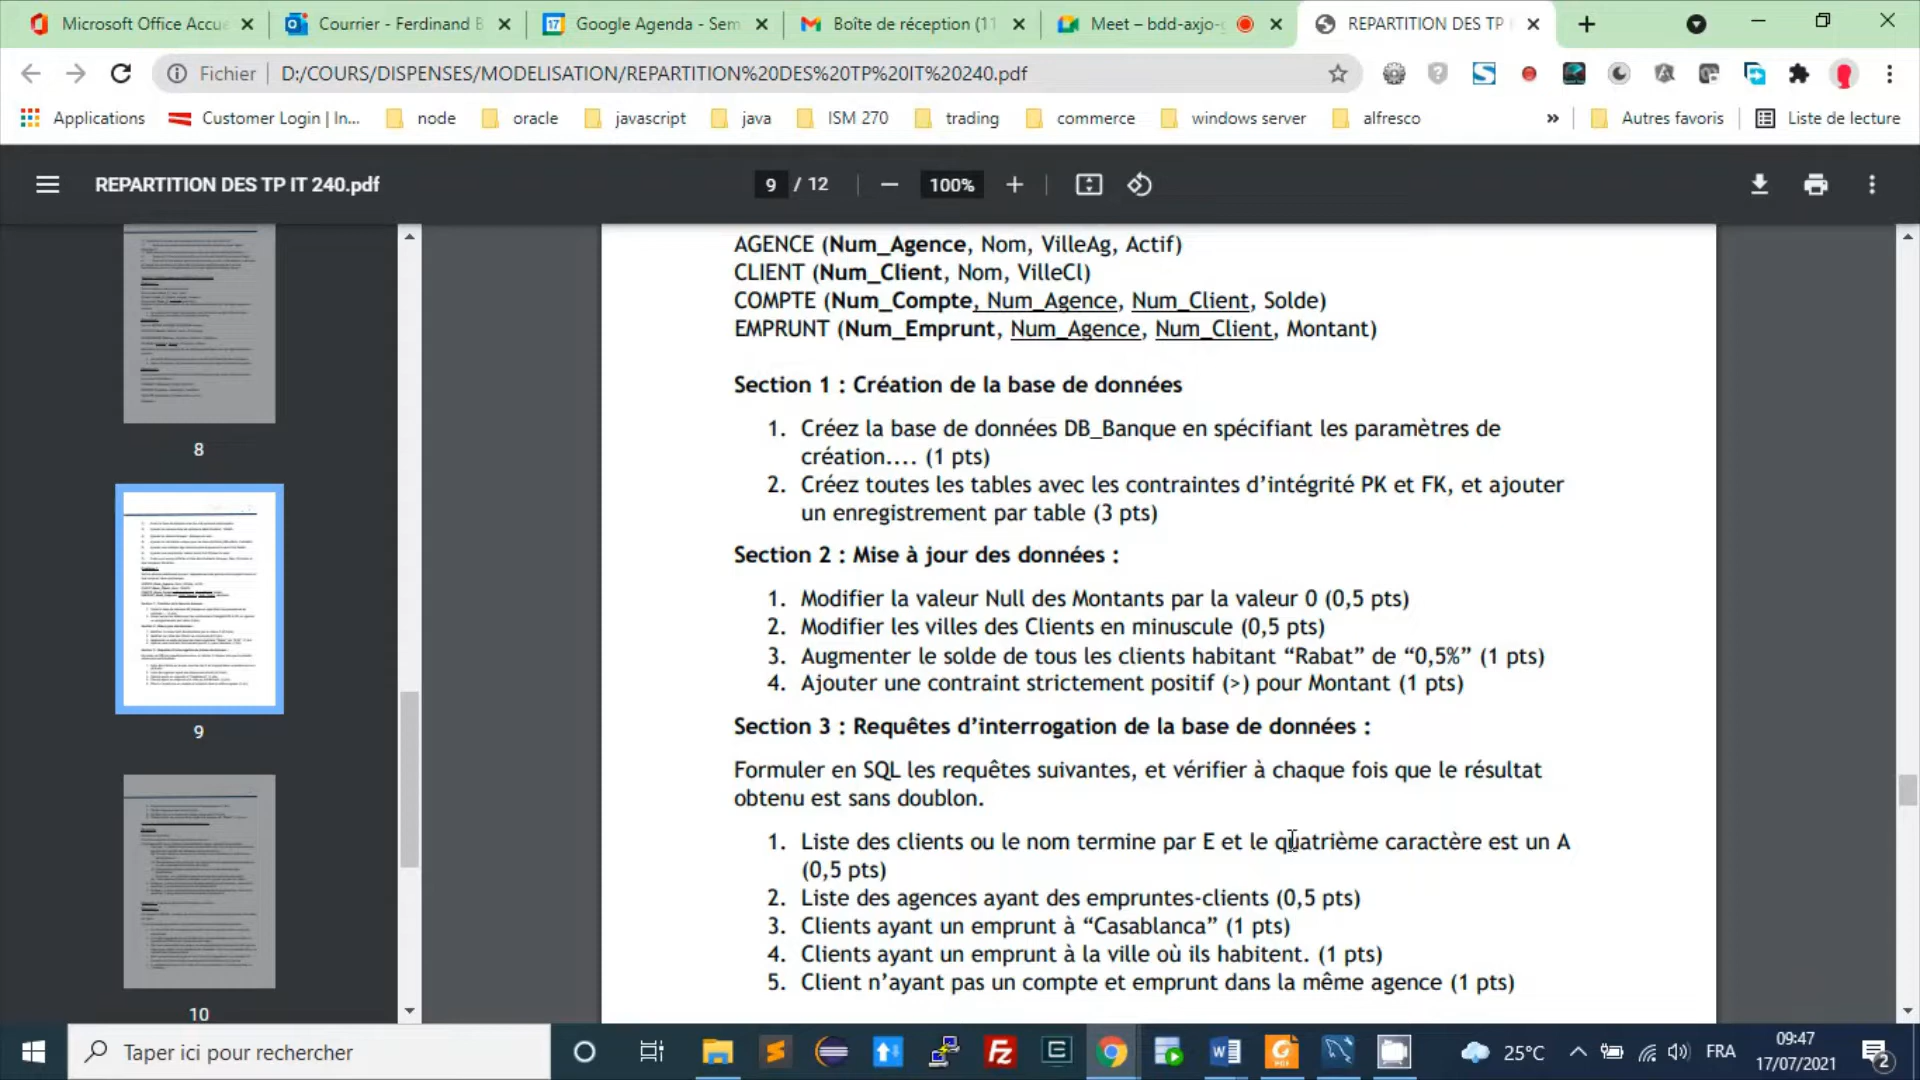 Microsoft Office Accue
Courrier - Ferdinand B
Google Agenda - Sem
Boîte de réception (11
Meet – bdd-axjo-
REPARTITION DES TP I
Fichier
D:/COURS/DISPENSES/MODELISATION/REPARTITION%20DES%20TP%20IT%20240.pdf
Applications
Customer Login | In...
node
oracle
javascript
java
ISM 270
trading
commerce
windows server
alfresco
»
Autres favoris
Liste de lecture
REPARTITION DES TP IT 240.pdf
9 / 12
100%
8
9
10
AGENCE (Num_Agence, Nom, VilleAg, Actif)
CLIENT (Num_Client, Nom, VilleCl)
COMPTE (Num_Compte, Num_Agence, Num_Client, Solde)
EMPRUNT (Num_Emprunt, Num_Agence, Num_Client, Montant)
Section 1 : Création de la base de données
1. Créez la base de données DB_Banque en spécifiant les paramètres de
création.... (1 pts)
2. Créez toutes les tables avec les contraintes d’intégrité PK et FK, et ajouter
un enregistrement par table (3 pts)
Section 2 : Mise à jour des données :
1. Modifier la valeur Null des Montants par la valeur 0 (0,5 pts)
2. Modifier les villes des Clients en minuscule (0,5 pts)
3. Augmenter le solde de tous les clients habitant “Rabat” de “0,5%” (1 pts)
4. Ajouter une contraint strictement positif (>) pour Montant (1 pts)
Section 3 : Requêtes d’interrogation de la base de données :
Formuler en SQL les requêtes suivantes, et vérifier à chaque fois que le résultat
obtenu est sans doublon.
1. Liste des clients ou le nom termine par E et le quatrième caractère est un A
(0,5 pts)
2. Liste des agences ayant des empruntes-clients (0,5 pts)
3. Clients ayant un emprunt à “Casablanca” (1 pts)
4. Clients ayant un emprunt à la ville où ils habitent. (1 pts)
5. Client n’ayant pas un compte et emprunt dans la même agence (1 pts)
Taper ici pour rechercher
25°C
FRA
09:47
17/07/2021
2